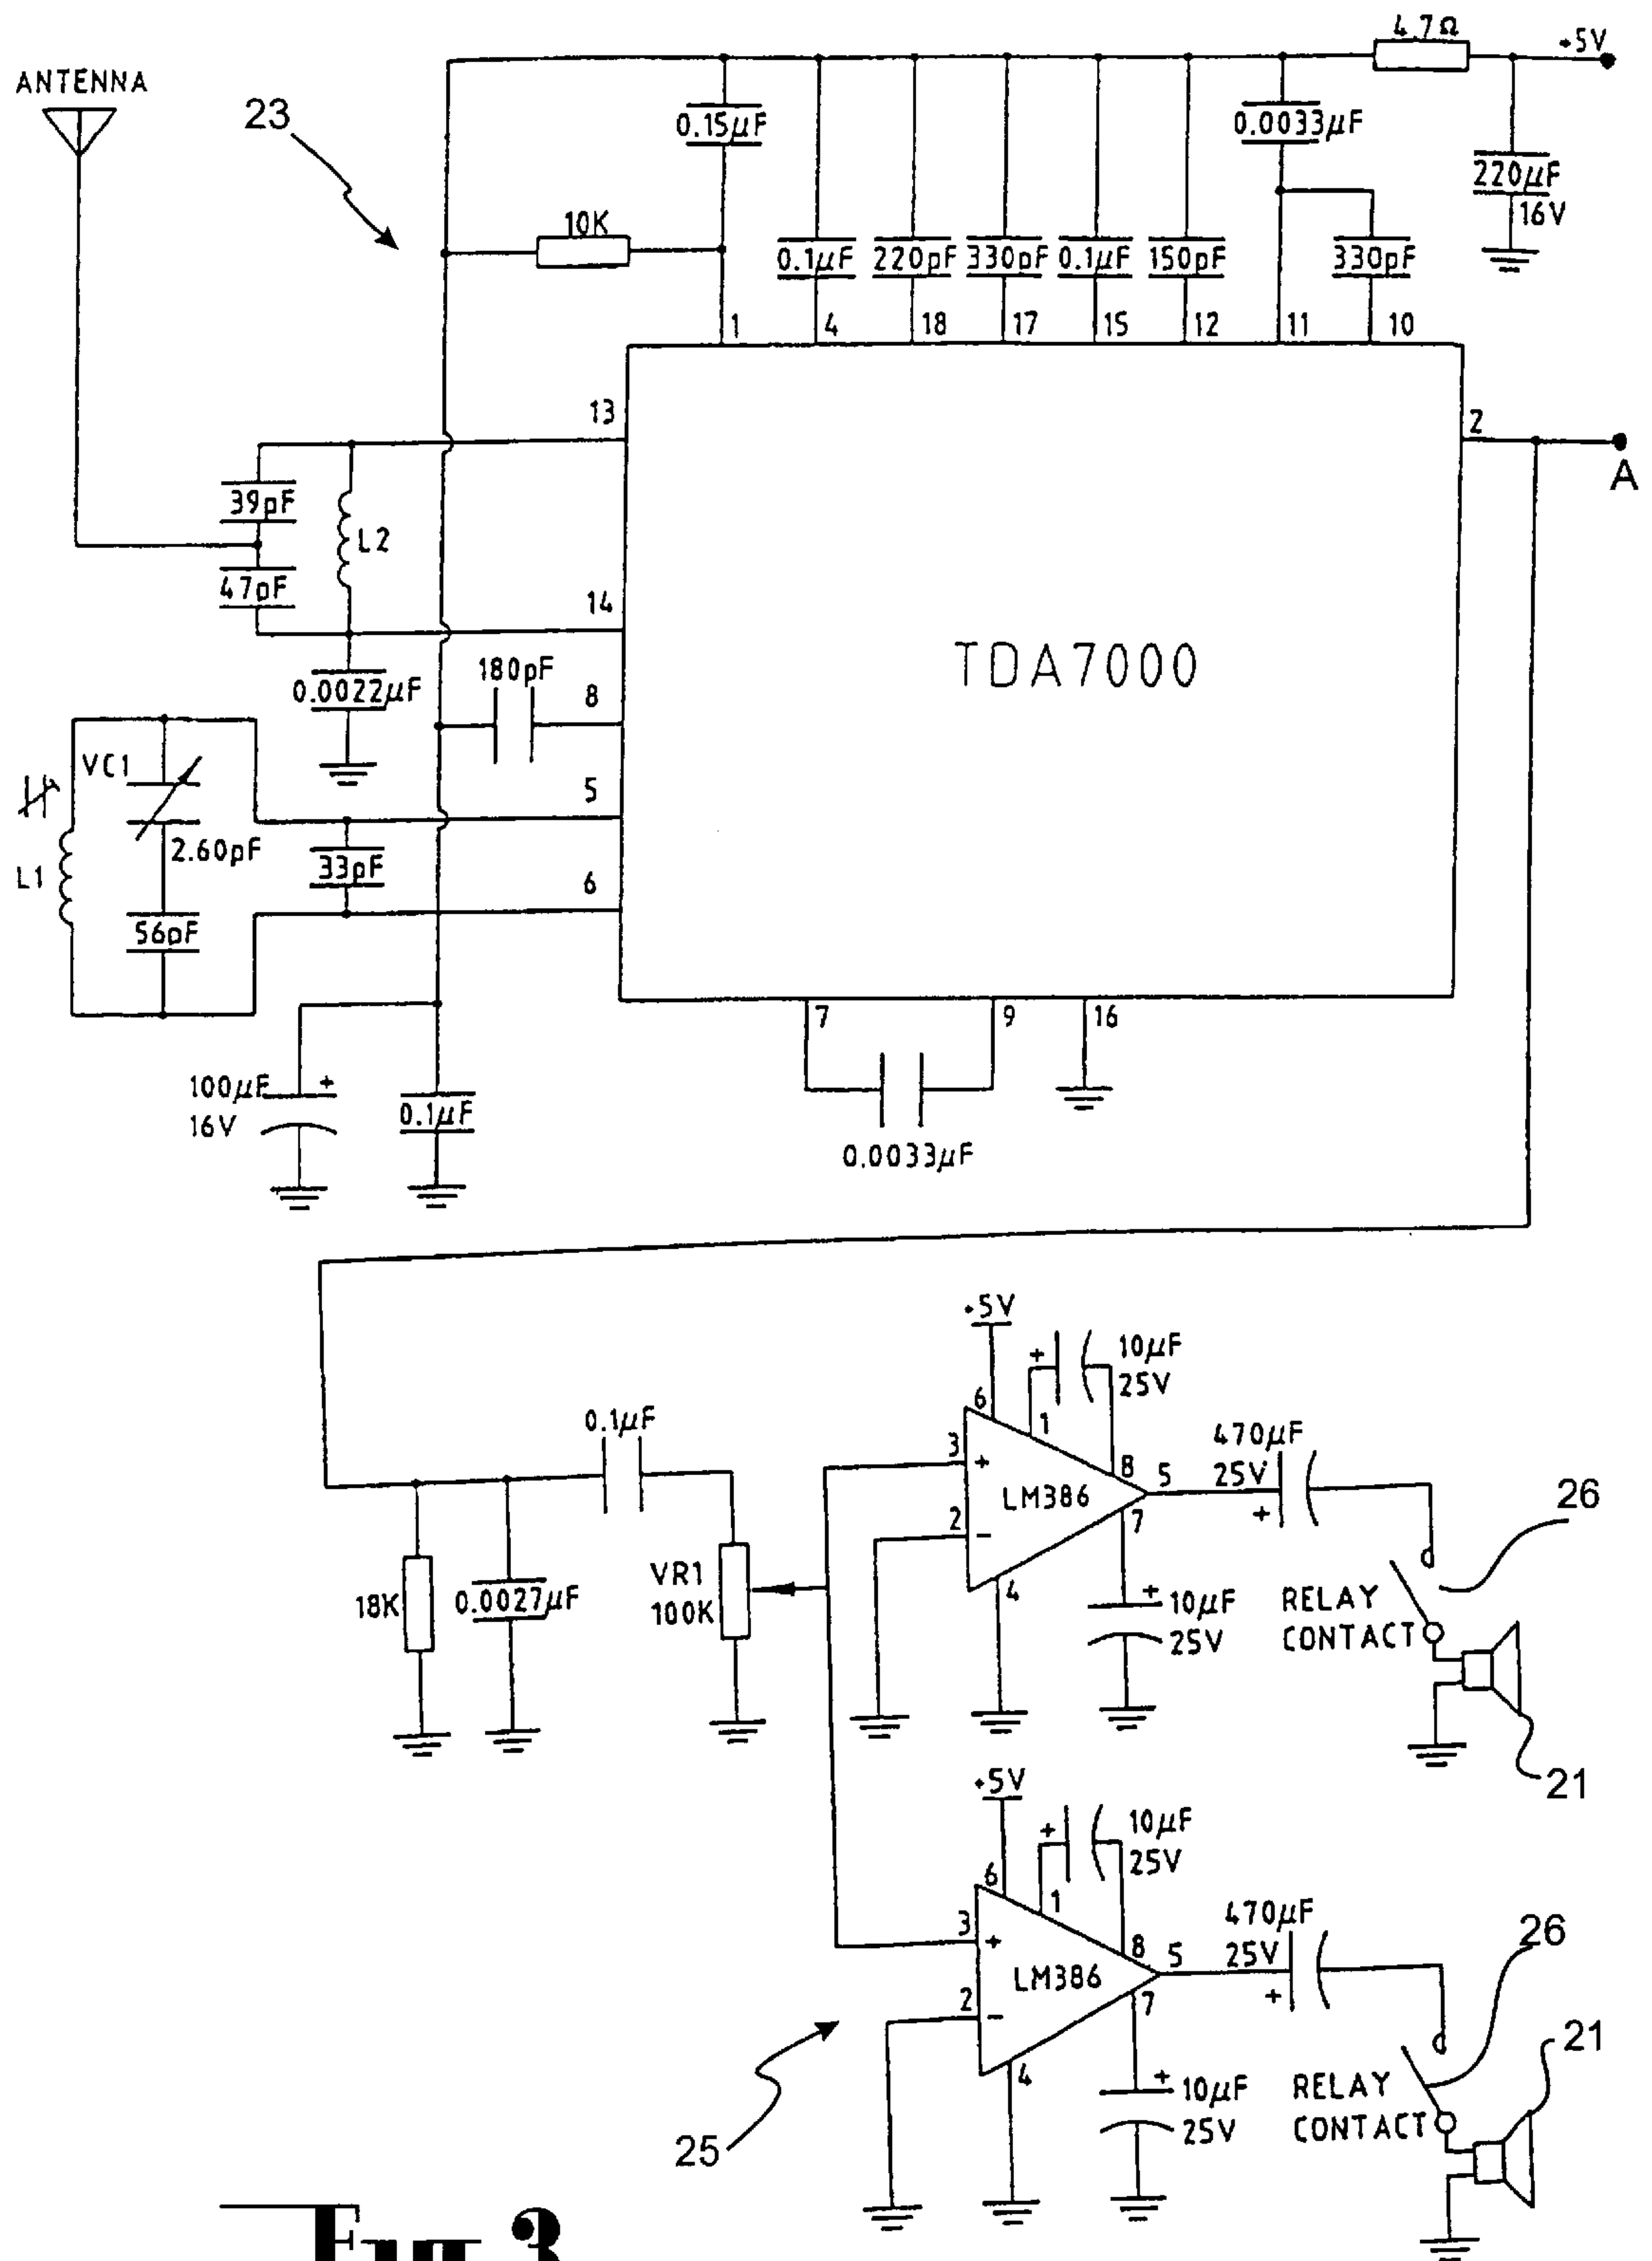 4.7Ω
+5V
ANTENNA
23
0.15µF
0.0033µF
220µF
16V
10K
0.1µF
220pF
330pF
0.1µF
150pF
330pF
1
4
18
17
15
12
11
10
13
2
A
39pF
L2
47pF
14
TDA7000
0.0022µF
180pF
8
VC1
5
2.60pF
33pF
L1
6
56pF
7
9
16
100µF
+
16V
0.1µF
0.0033µF
+5V
+
10µF
25V
6
1
0.1µF
3
+
8
5
470µF
25V
+
LM386
26
2
-
7
VR1
100K
18K
0.0027µF
4
+
10µF
25V
RELAY
CONTACT
21
+5V
+
10µF
25V
6
1
3
+
8
5
470µF
25V
+
LM386
26
2
-
7
21
4
+
10µF
25V
RELAY
CONTACT
25
Fig 3